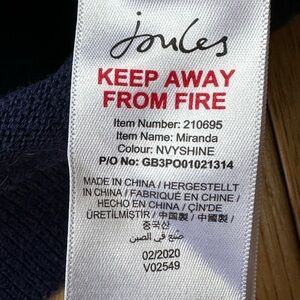 Joules
KEEP AWAY
FROM FIRE
Item Number: 210695
Item Name: Miranda
Colour: NVYSHINE
P/O No: GB3PO01021314
MADE IN CHINA / HERGESTELLT
IN CHINA / FABRIQUÉ EN CHINE /
HECHO EN CHINA / ÇIN'DE
ÜRETİLMİŞTİR / 中國製 / 中国製 /
중국산
صنع في الصين
02/2020
V02549